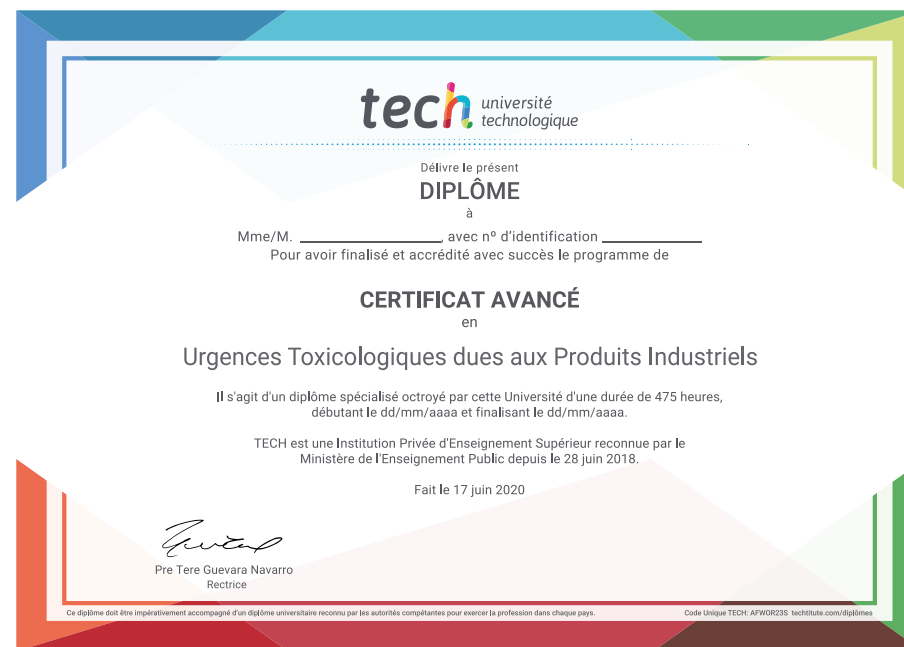 tech université
technologique
Délivre le présent
DIPLÔME
à
Mme/M. , avec nº d'identification
Pour avoir finalisé et accrédité avec succès le programme de
CERTIFICAT AVANCÉ
en
Urgences Toxicologiques dues aux Produits Industriels
Il s'agit d'un diplôme spécialisé octroyé par cette Université d'une durée de 475 heures,
débutant le dd/mm/aaaa et finalisant le dd/mm/aaaa.
TECH est une Institution Privée d'Enseignement Supérieur reconnue par le
Ministère de l'Enseignement Public depuis le 28 juin 2018.
Fait le 17 juin 2020
Pre Tere Guevara Navarro
Rectrice
Ce diplôme doit être impérativement accompagné d'un diplôme universitaire reconnu par les autorités compétantes pour exercer la profession dans chaque pays.
Code Unique TECH: AFWOR23S techtitute.com/diplômes